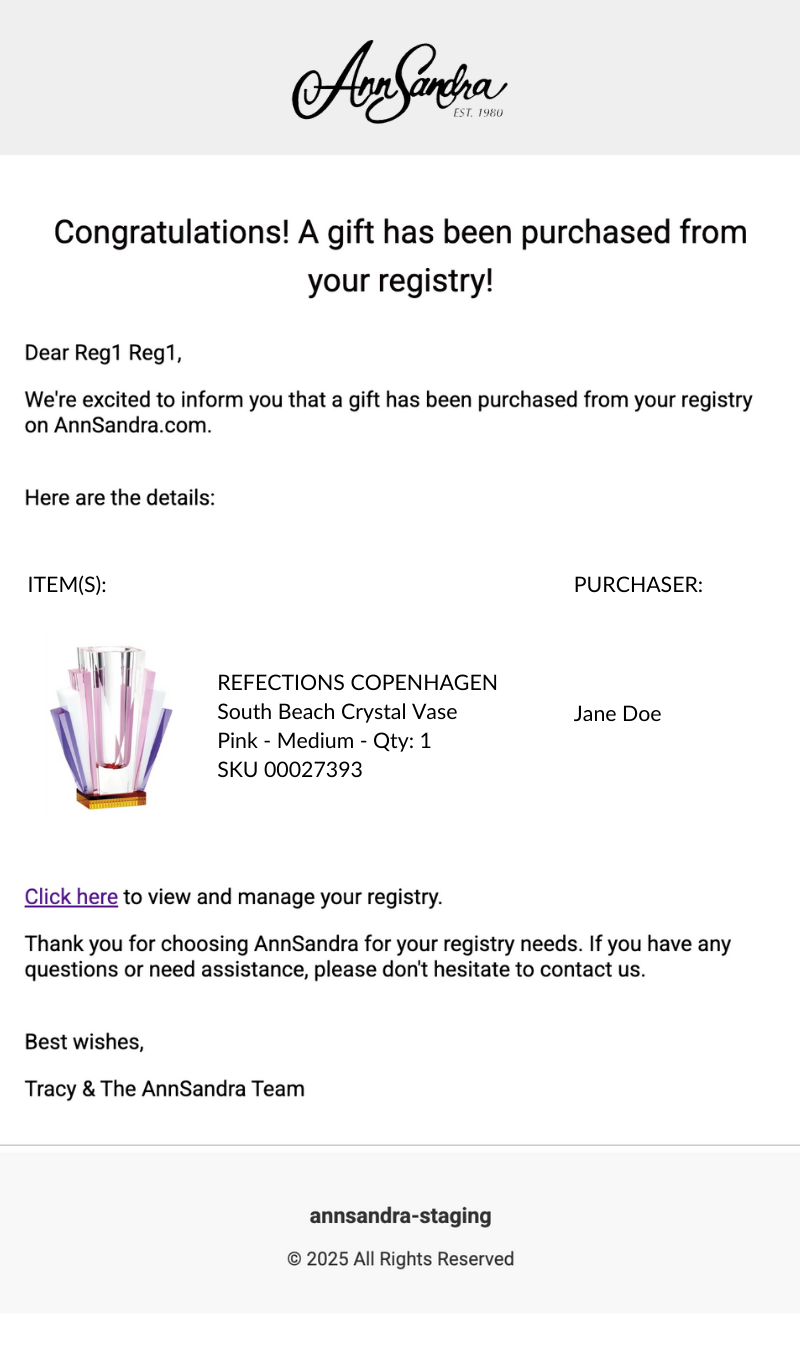 AnnSandra
EST. 1980
Congratulations! A gift has been purchased from
your registry!
Dear Reg1 Reg1,
We're excited to inform you that a gift has been purchased from your registry
on AnnSandra.com.
Here are the details:
ITEM(S):
PURCHASER:
REFECTIONS COPENHAGEN
South Beach Crystal Vase
Pink - Medium - Qty: 1
SKU 00027393
Jane Doe
Click here to view and manage your registry.
Thank you for choosing AnnSandra for your registry needs. If you have any
questions or need assistance, please don't hesitate to contact us.
Best wishes,
Tracy & The AnnSandra Team
annsandra-staging
© 2025 All Rights Reserved